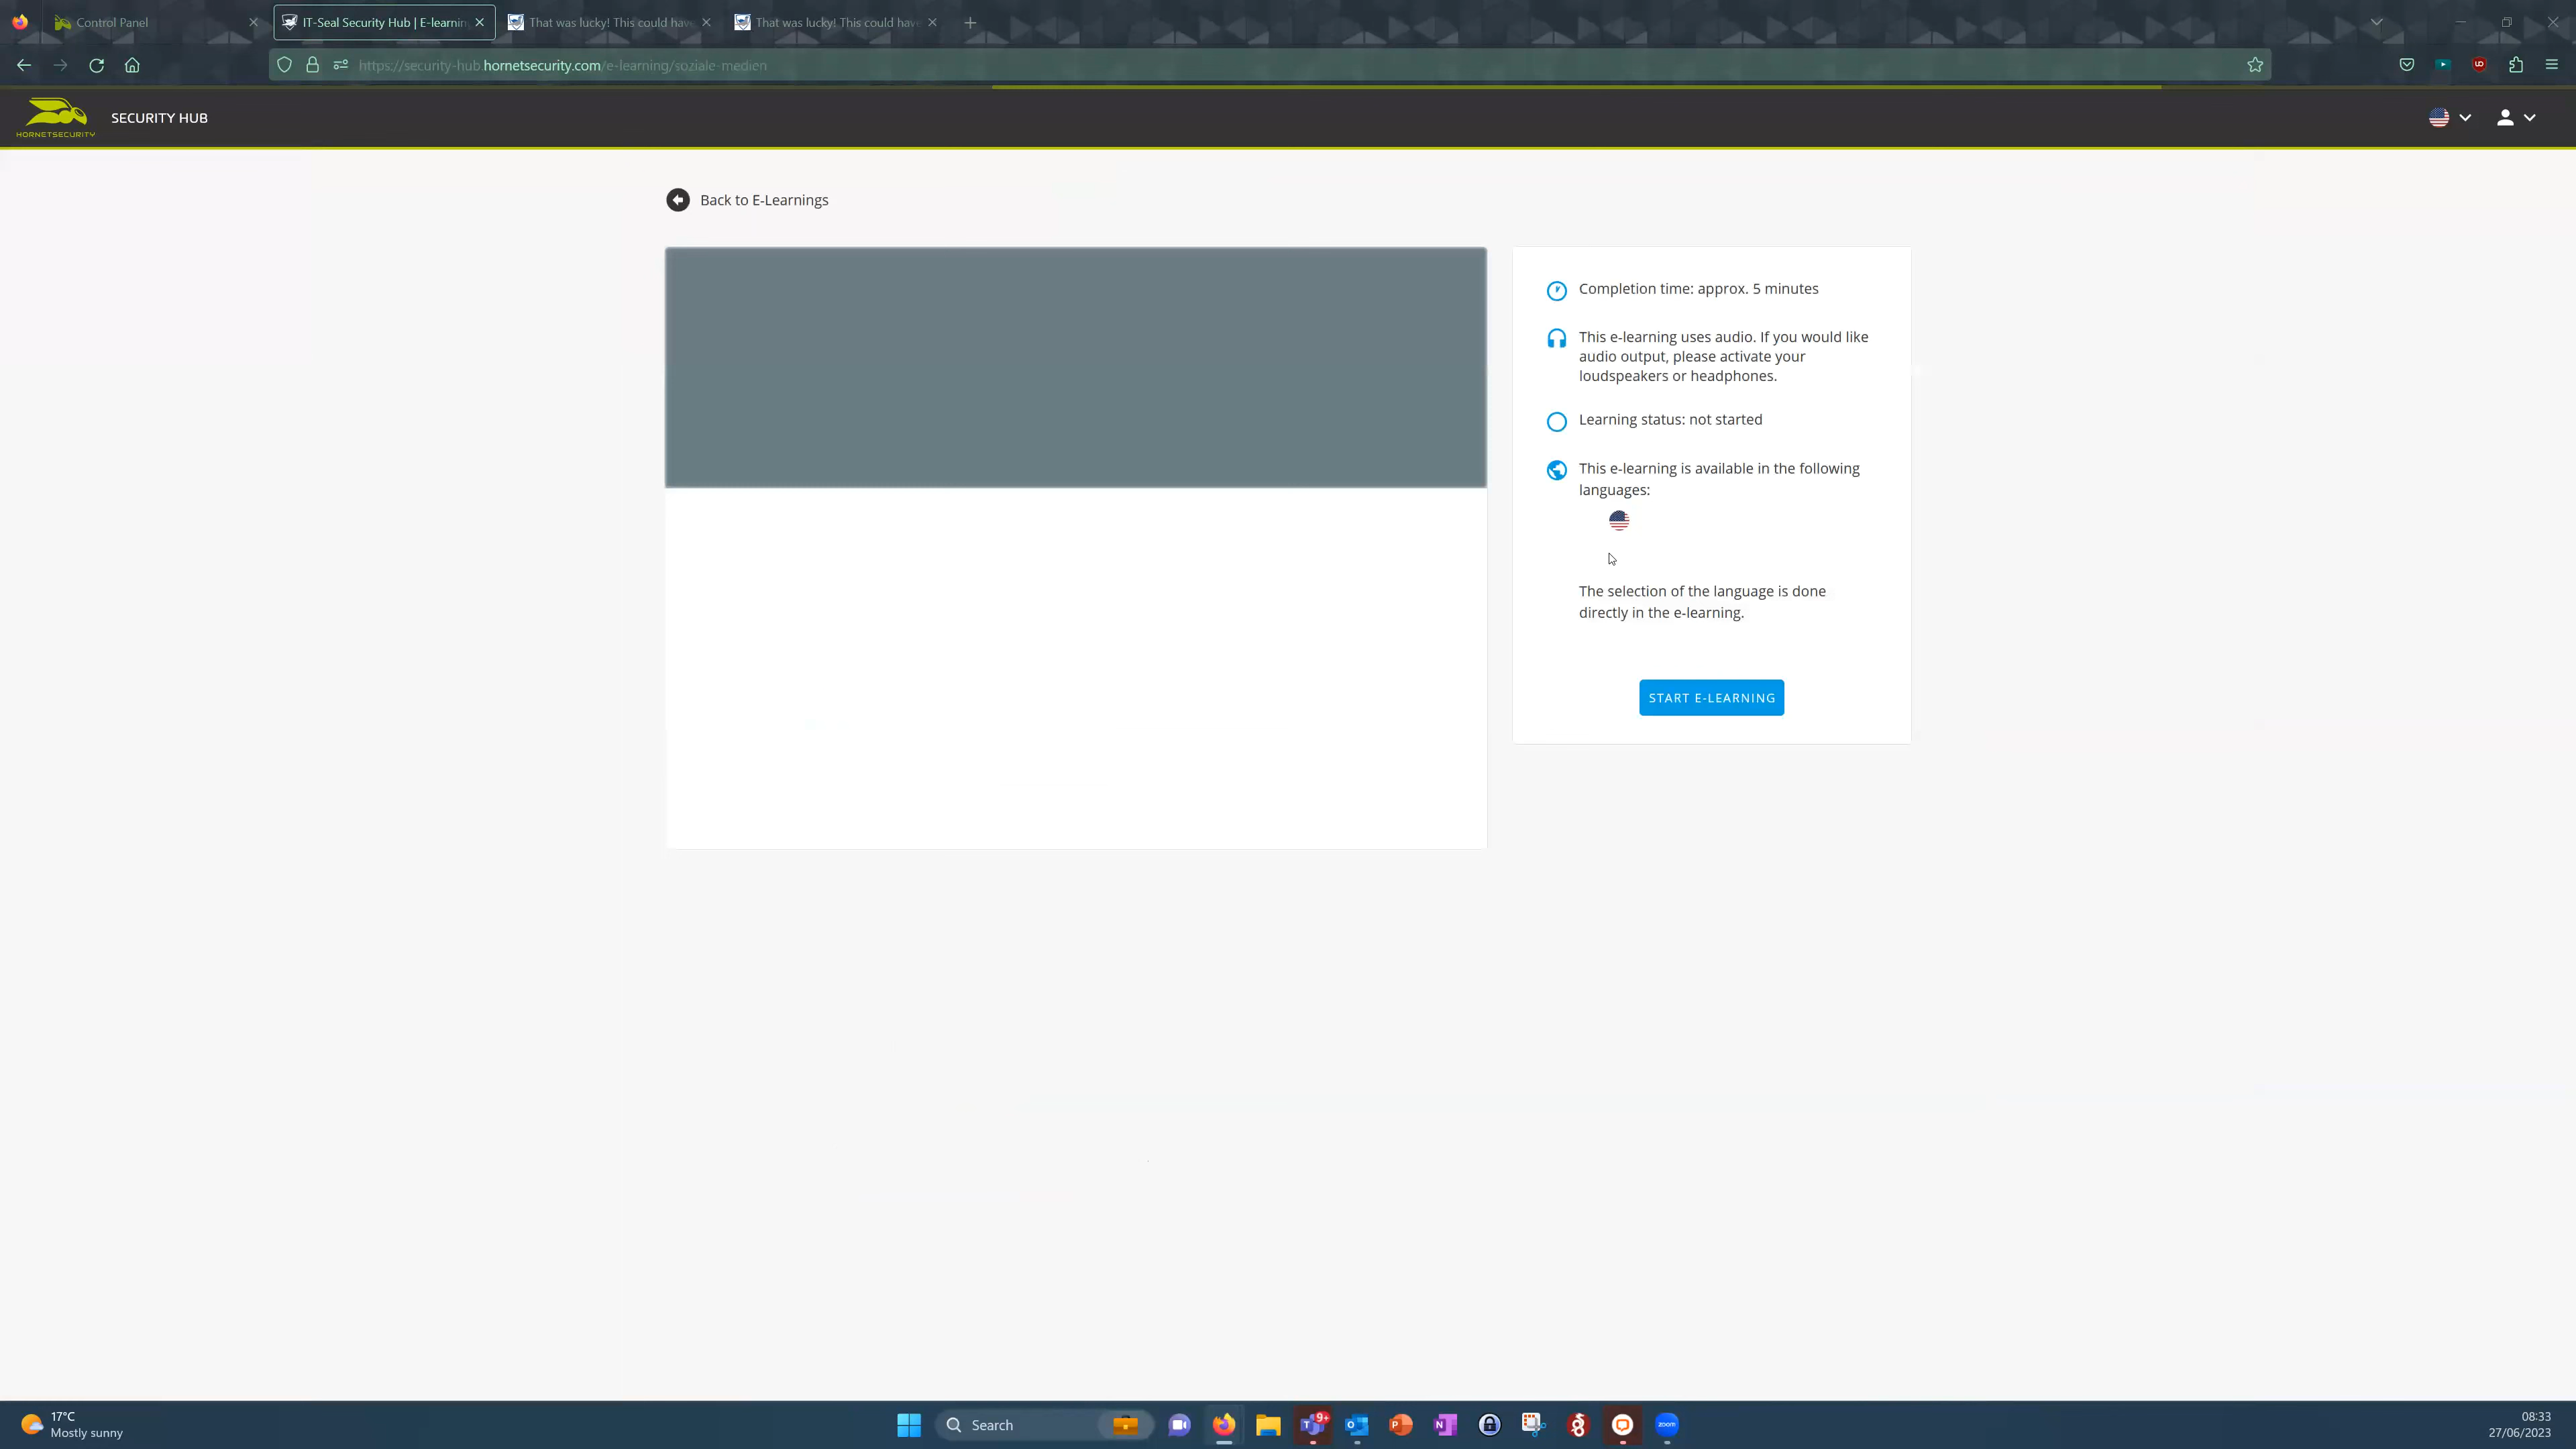 Control Panel
IT-Seal Security Hub | E-learnin
That was lucky! This could hav
That was lucky! This could hav
https://security-hub.hornetsecurity.com/e-learning/soziale-medien
HORNETSECURITY
SECURITY HUB
Back to E-Learnings
Completion time: approx. 5 minutes
This e-learning uses audio. If you would like
audio output, please activate your
loudspeakers or headphones.
Learning status: not started
This e-learning is available in the following
languages:
The selection of the language is done
directly in the e-learning.
START E-LEARNING
17°C
Mostly sunny
Search
9+
zoom
08:33
27/06/2023